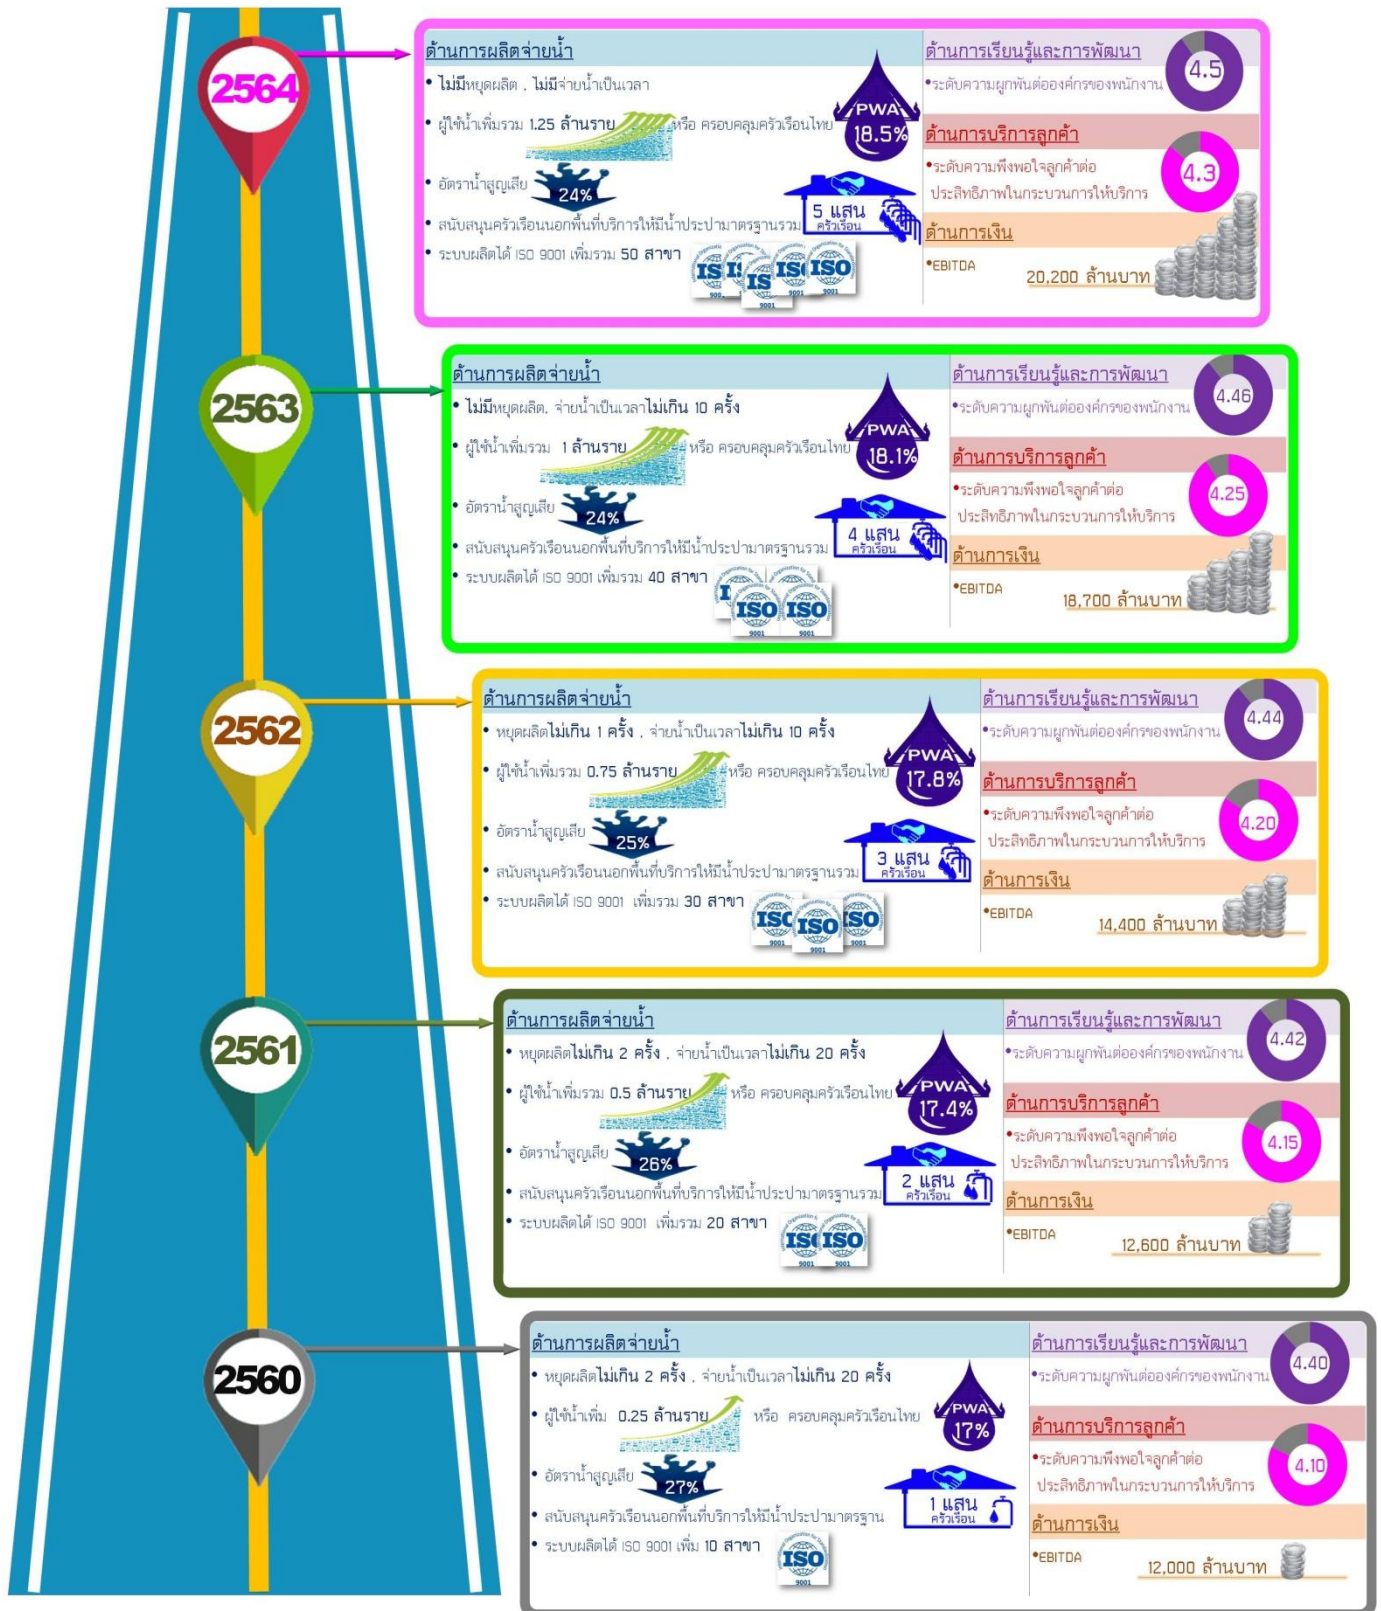 2564
ด้านการผลิตจ่ายน้ำ
• ไม่มีหยุดผลิต , ไม่มีจ่ายน้ำเป็นเวลา
• ผู้ใช้น้ำเพิ่มรวม 1.25 ล้านราย หรือ ครอบคลุมครัวเรือนไทย
PWA
18.5%
• อัตราน้ำสูญเสีย 24%
• สนับสนุนครัวเรือนนอกพื้นที่บริการให้มีน้ำประปามาตรฐานรวม
5 แสน
ครัวเรือน
• ระบบผลิตได้ ISO 9001 เพิ่มรวม 50 สาขา
ISO
9001
ด้านการเรียนรู้และการพัฒนา
•ระดับความผูกพันต่อองค์กรของพนักงาน
4.5
ด้านการบริการลูกค้า
•ระดับความพึงพอใจลูกค้าต่อ
ประสิทธิภาพในกระบวนการให้บริการ
4.3
ด้านการเงิน
•EBITDA
20,200 ล้านบาท
2563
ด้านการผลิตจ่ายน้ำ
• ไม่มีหยุดผลิต, จ่ายน้ำเป็นเวลาไม่เกิน 10 ครั้ง
• ผู้ใช้น้ำเพิ่มรวม 1 ล้านราย หรือ ครอบคลุมครัวเรือนไทย
PWA
18.1%
• อัตราน้ำสูญเสีย 24%
• สนับสนุนครัวเรือนนอกพื้นที่บริการให้มีน้ำประปามาตรฐานรวม
4 แสน
ครัวเรือน
• ระบบผลิตได้ ISO 9001 เพิ่มรวม 40 สาขา
ISO ISO
9001 9001
ด้านการเรียนรู้และการพัฒนา
•ระดับความผูกพันต่อองค์กรของพนักงาน
4.46
ด้านการบริการลูกค้า
•ระดับความพึงพอใจลูกค้าต่อ
ประสิทธิภาพในกระบวนการให้บริการ
4.25
ด้านการเงิน
•EBITDA
18,700 ล้านบาท
2562
ด้านการผลิตจ่ายน้ำ
• หยุดผลิตไม่เกิน 1 ครั้ง , จ่ายน้ำเป็นเวลาไม่เกิน 10 ครั้ง
• ผู้ใช้น้ำเพิ่มรวม 0.75 ล้านราย หรือ ครอบคลุมครัวเรือนไทย
PWA
17.8%
• อัตราน้ำสูญเสีย 25%
• สนับสนุนครัวเรือนนอกพื้นที่บริการให้มีน้ำประปามาตรฐานรวม
3 แสน
ครัวเรือน
• ระบบผลิตได้ ISO 9001 เพิ่มรวม 30 สาขา
ISO ISO ISO
9001 9001 9001
ด้านการเรียนรู้และการพัฒนา
•ระดับความผูกพันต่อองค์กรของพนักงาน
4.44
ด้านการบริการลูกค้า
•ระดับความพึงพอใจลูกค้าต่อ
ประสิทธิภาพในกระบวนการให้บริการ
4.20
ด้านการเงิน
•EBITDA
14,400 ล้านบาท
2561
ด้านการผลิตจ่ายน้ำ
• หยุดผลิตไม่เกิน 2 ครั้ง , จ่ายน้ำเป็นเวลาไม่เกิน 20 ครั้ง
• ผู้ใช้น้ำเพิ่มรวม 0.5 ล้านราย หรือ ครอบคลุมครัวเรือนไทย
PWA
17.4%
• อัตราน้ำสูญเสีย 26%
• สนับสนุนครัวเรือนนอกพื้นที่บริการให้มีน้ำประปามาตรฐานรวม
2 แสน
ครัวเรือน
• ระบบผลิตได้ ISO 9001 เพิ่มรวม 20 สาขา
ISO ISO
9001 9001
ด้านการเรียนรู้และการพัฒนา
•ระดับความผูกพันต่อองค์กรของพนักงาน
4.42
ด้านการบริการลูกค้า
•ระดับความพึงพอใจลูกค้าต่อ
ประสิทธิภาพในกระบวนการให้บริการ
4.15
ด้านการเงิน
•EBITDA
12,600 ล้านบาท
2560
ด้านการผลิตจ่ายน้ำ
• หยุดผลิตไม่เกิน 2 ครั้ง , จ่ายน้ำเป็นเวลาไม่เกิน 20 ครั้ง
• ผู้ใช้น้ำเพิ่ม 0.25 ล้านราย หรือ ครอบคลุมครัวเรือนไทย
PWA
17%
• อัตราน้ำสูญเสีย 27%
• สนับสนุนครัวเรือนนอกพื้นที่บริการให้มีน้ำประปามาตรฐาน
1 แสน
ครัวเรือน
• ระบบผลิตได้ ISO 9001 เพิ่ม 10 สาขา
ISO
9001
ด้านการเรียนรู้และการพัฒนา
•ระดับความผูกพันต่อองค์กรของพนักงาน
4.40
ด้านการบริการลูกค้า
•ระดับความพึงพอใจลูกค้าต่อ
ประสิทธิภาพในกระบวนการให้บริการ
4.10
ด้านการเงิน
•EBITDA
12,000 ล้านบาท